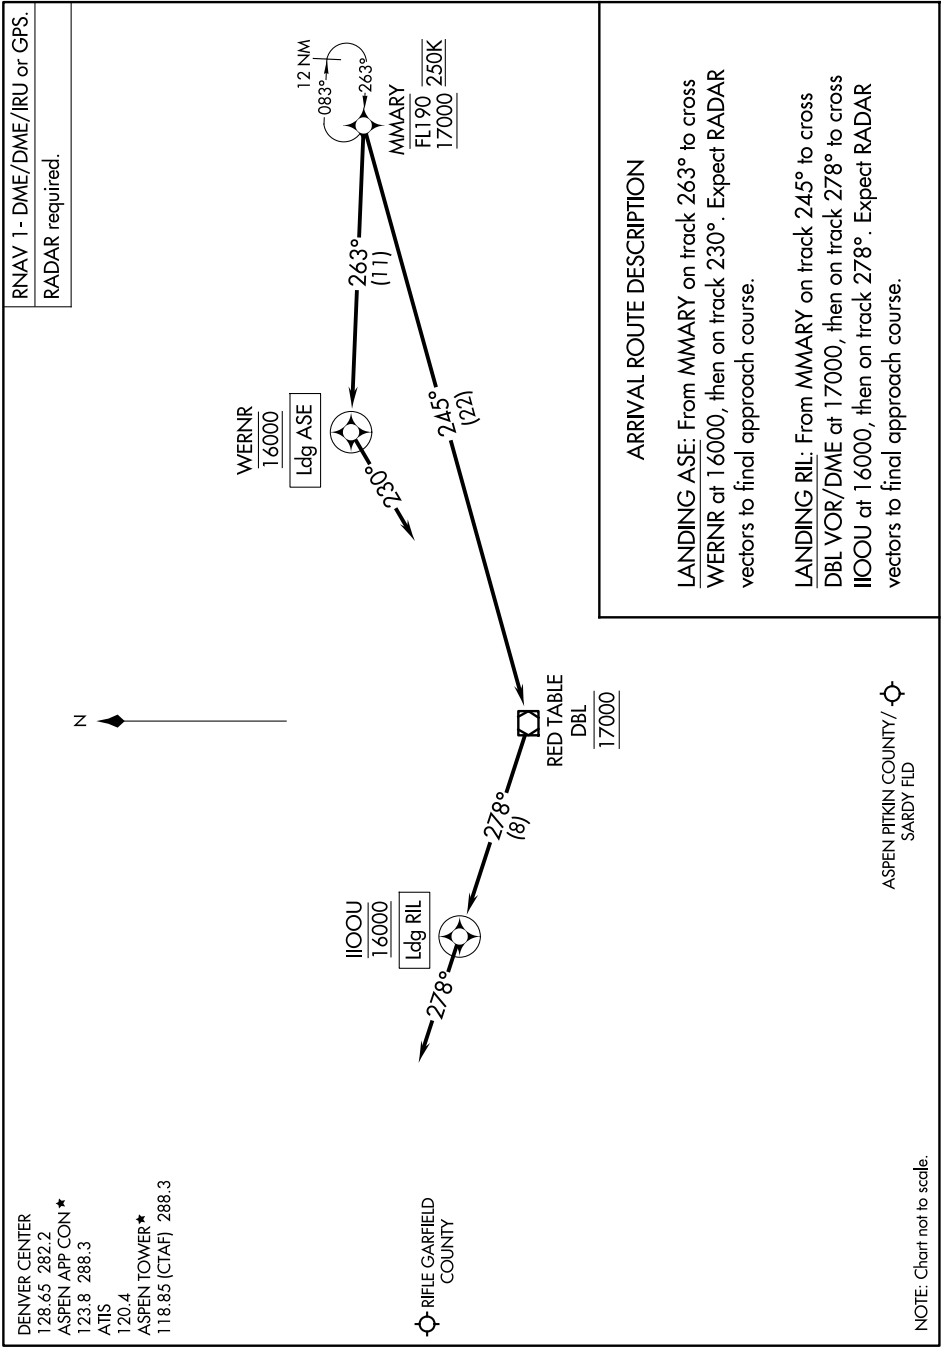 DENVER CENTER
128.65 282.2
ASPEN APP CON★
123.8 288.3
ATIS
120.4
ASPEN TOWER★
118.85 (CTAF) 288.3
RNAV 1- DME/DME/IRU or GPS.
RADAR required.
N
12 NM
083°
263°
MMARY
FL190 250K
17000
263°
(11)
WERNR
16000
Ldg ASE
230°
245°
(22)
RED TABLE
DBL
17000
278°
(8)
IIOOU
16000
Ldg RIL
278°
RIFLE GARFIELD
COUNTY
ASPEN PITKIN COUNTY/
SARDY FLD
ARRIVAL ROUTE DESCRIPTION
LANDING ASE: From MMARY on track 263° to cross
WERNR at 16000, then on track 230°. Expect RADAR
vectors to final approach course.
LANDING RIL: From MMARY on track 245° to cross
DBL VOR/DME at 17000, then on track 278° to cross
IIOOU at 16000, then on track 278°. Expect RADAR
vectors to final approach course.
NOTE: Chart not to scale.